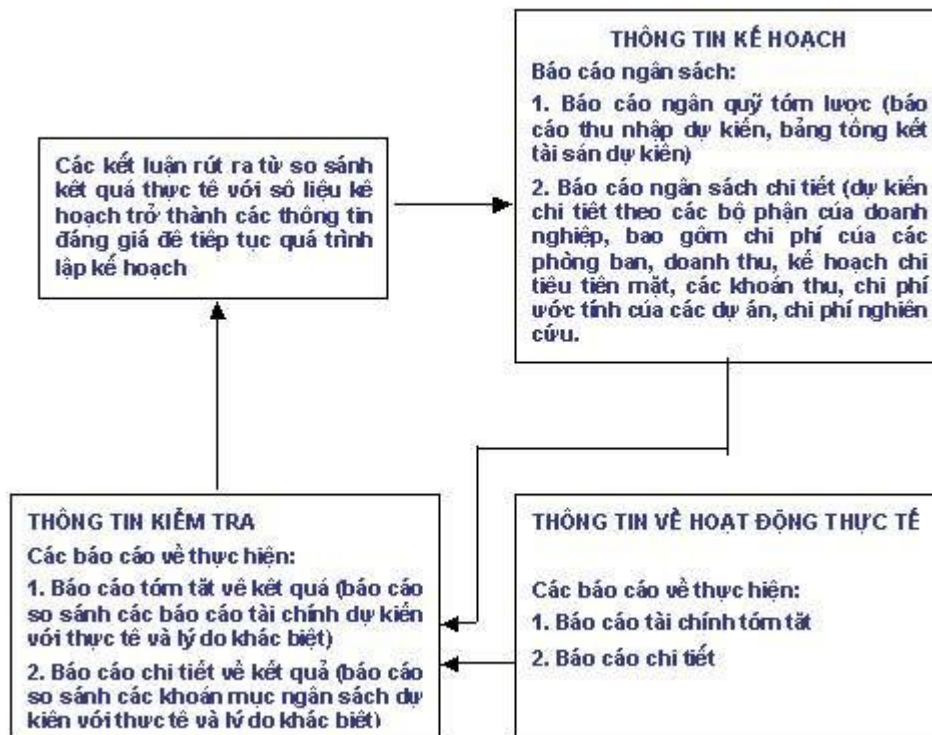 THÔNG TIN KẾ HOẠCH
Báo cáo ngân sách:
1. Báo cáo ngân quỹ tóm lược (báo
cáo thu nhập dự kiến, bảng tổng kết
tài sản dự kiến)
2. Báo cáo ngân sách chi tiết (dự kiến
chi tiết theo các bộ phận của doanh
nghiệp, bao gồm chi phí của các
phòng ban, doanh thu, kế hoạch chi
tiêu tiền mặt, các khoản thu, chi phí
ước tính của các dự án, chi phí nghiên
cứu.
Các kết luận rút ra từ so sánh
kết quả thực tế với số liệu kế
hoạch trở thành các thông tin
đáng giá để tiếp tục quá trình
lập kế hoạch
THÔNG TIN KIỂM TRA
Các báo cáo về thực hiện:
1. Báo cáo tóm tắt về kết quả (báo cáo
so sánh các báo cáo tài chính dự kiến
với thực tế và lý do khác biệt)
2. Báo cáo chi tiết về kết quả (báo cáo
so sánh các khoản mục ngân sách dự
kiến với thực tế và lý do khác biệt)
THÔNG TIN VỀ HOẠT ĐỘNG THỰC TẾ
Các báo cáo về thực hiện:
1. Báo cáo tài chính tóm tắt
2. Báo cáo chi tiết